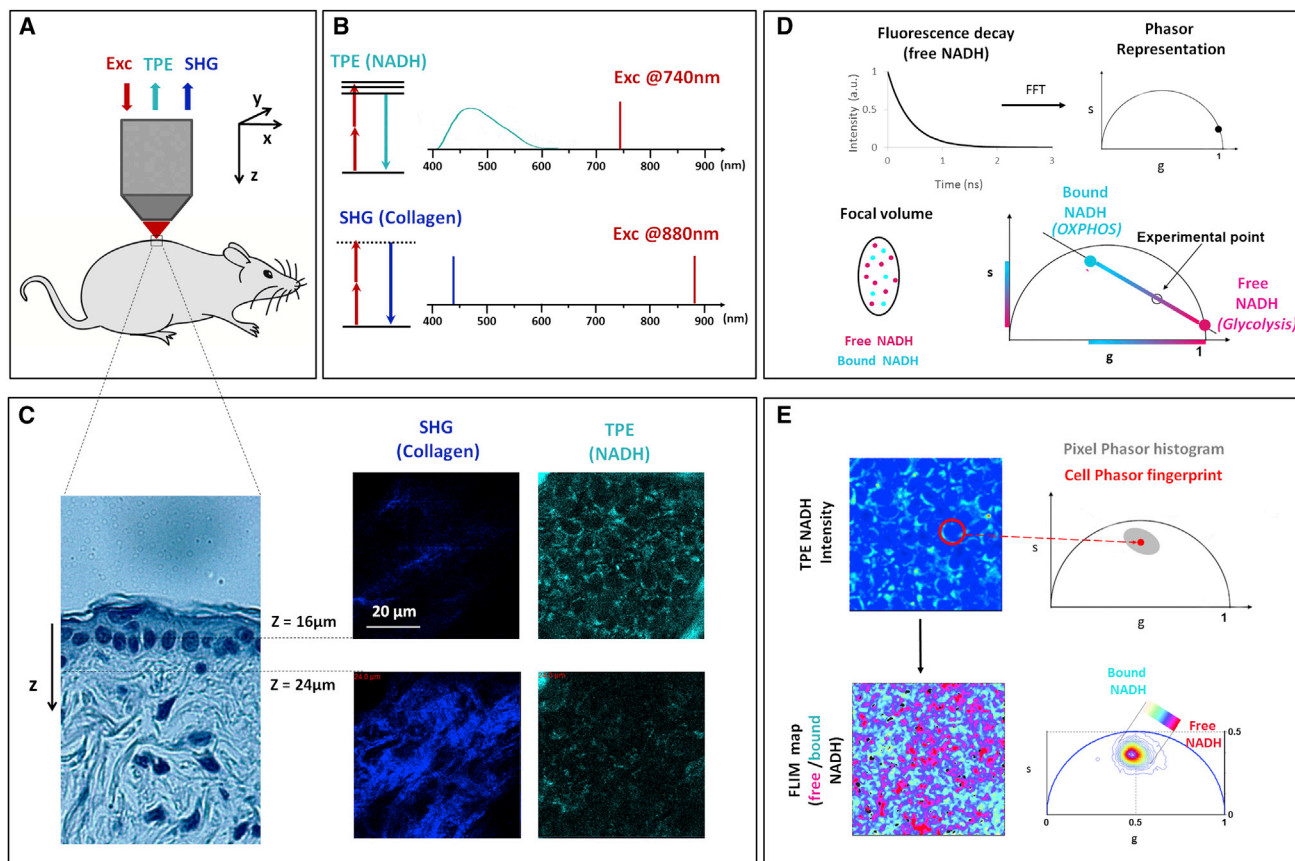 A
Exc TPE SHG
y
x
z
B
TPE (NADH)
Exc @740nm
400 500 600 700 800 900 (nm)
SHG (Collagen)
Exc @880nm
400 500 600 700 800 900 (nm)
C
SHG
(Collagen)
TPE
(NADH)
20 µm
Z = 16µm
z
Z = 24µm
24.0 µm
D
Fluorescence decay
(free NADH)
Phasor
Representation
Intensity (a.u.)
1
0.5
0
0 1 2 3
Time (ns)
FFT
s
g
1
Focal volume
Free NADH
Bound NADH
Bound
NADH
(OXPHOS)
Experimental point
Free
NADH
(Glycolysis)
s
g
1
E
TPE NADH
Intensity
Pixel Phasor histogram
Cell Phasor fingerprint
s
g
1
FLIM map
(free /bound
NADH)
Bound
NADH
Free
NADH
0.5
0
s
0 0.5 1
g